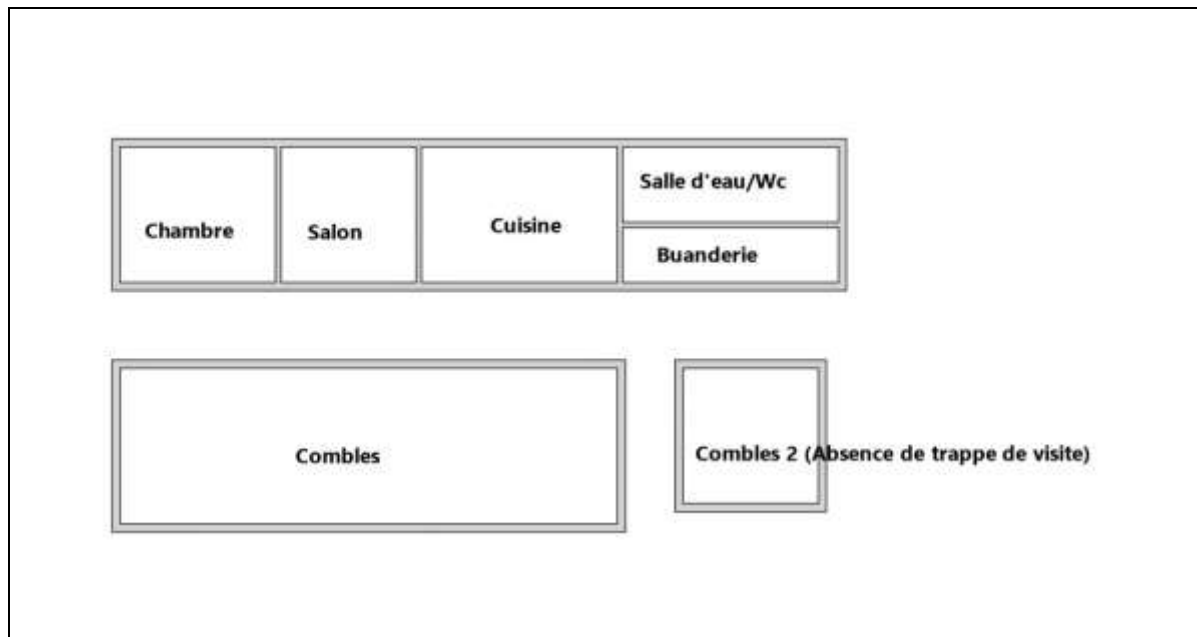 Chambre
Salon
Cuisine
Salle d'eau/Wc
Buanderie
Combles
Combles 2 (Absence de trappe de visite)